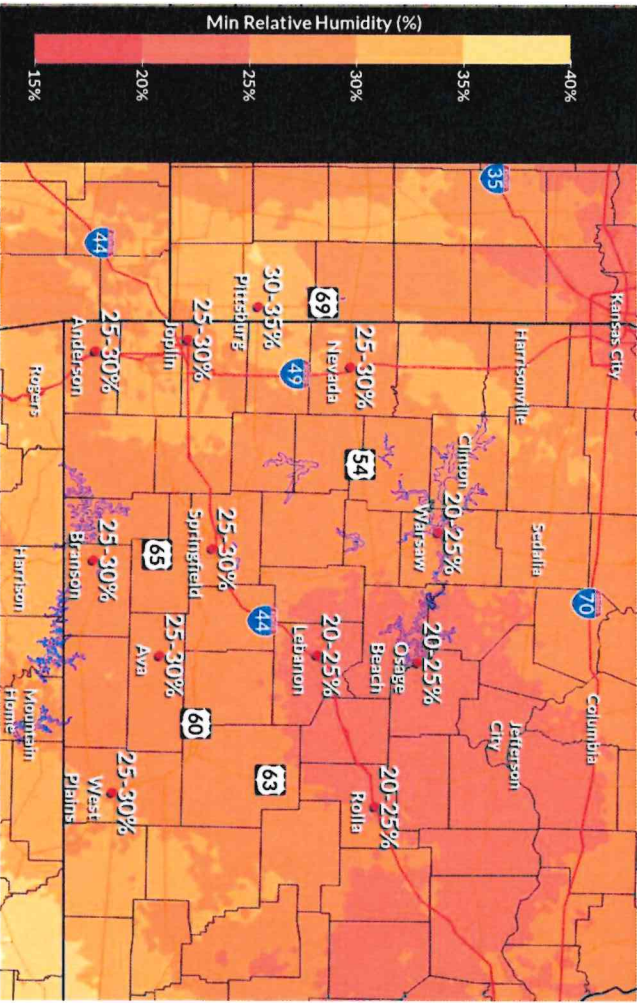 Min Relative Humidity (%)
15%
20%
25%
30%
35%
40%
Kansas City
35
70
Columbia
Harrisonville
Sedalia
Jefferson
City
Clinton
20-25%
Warsaw
20-25%
Osage
Beach
20-25%
Rolla
69
25-30%
Nevada
54
30-35%
Pittsburg
49
20-25%
Lebanon
63
44
25-30%
Joplin
25-30%
Springfield
44
60
25-30%
Anderson
65
25-30%
Ava
25-30%
Branson
25-30%
West
Plains
Rogers
Harrison
Mountain
Home